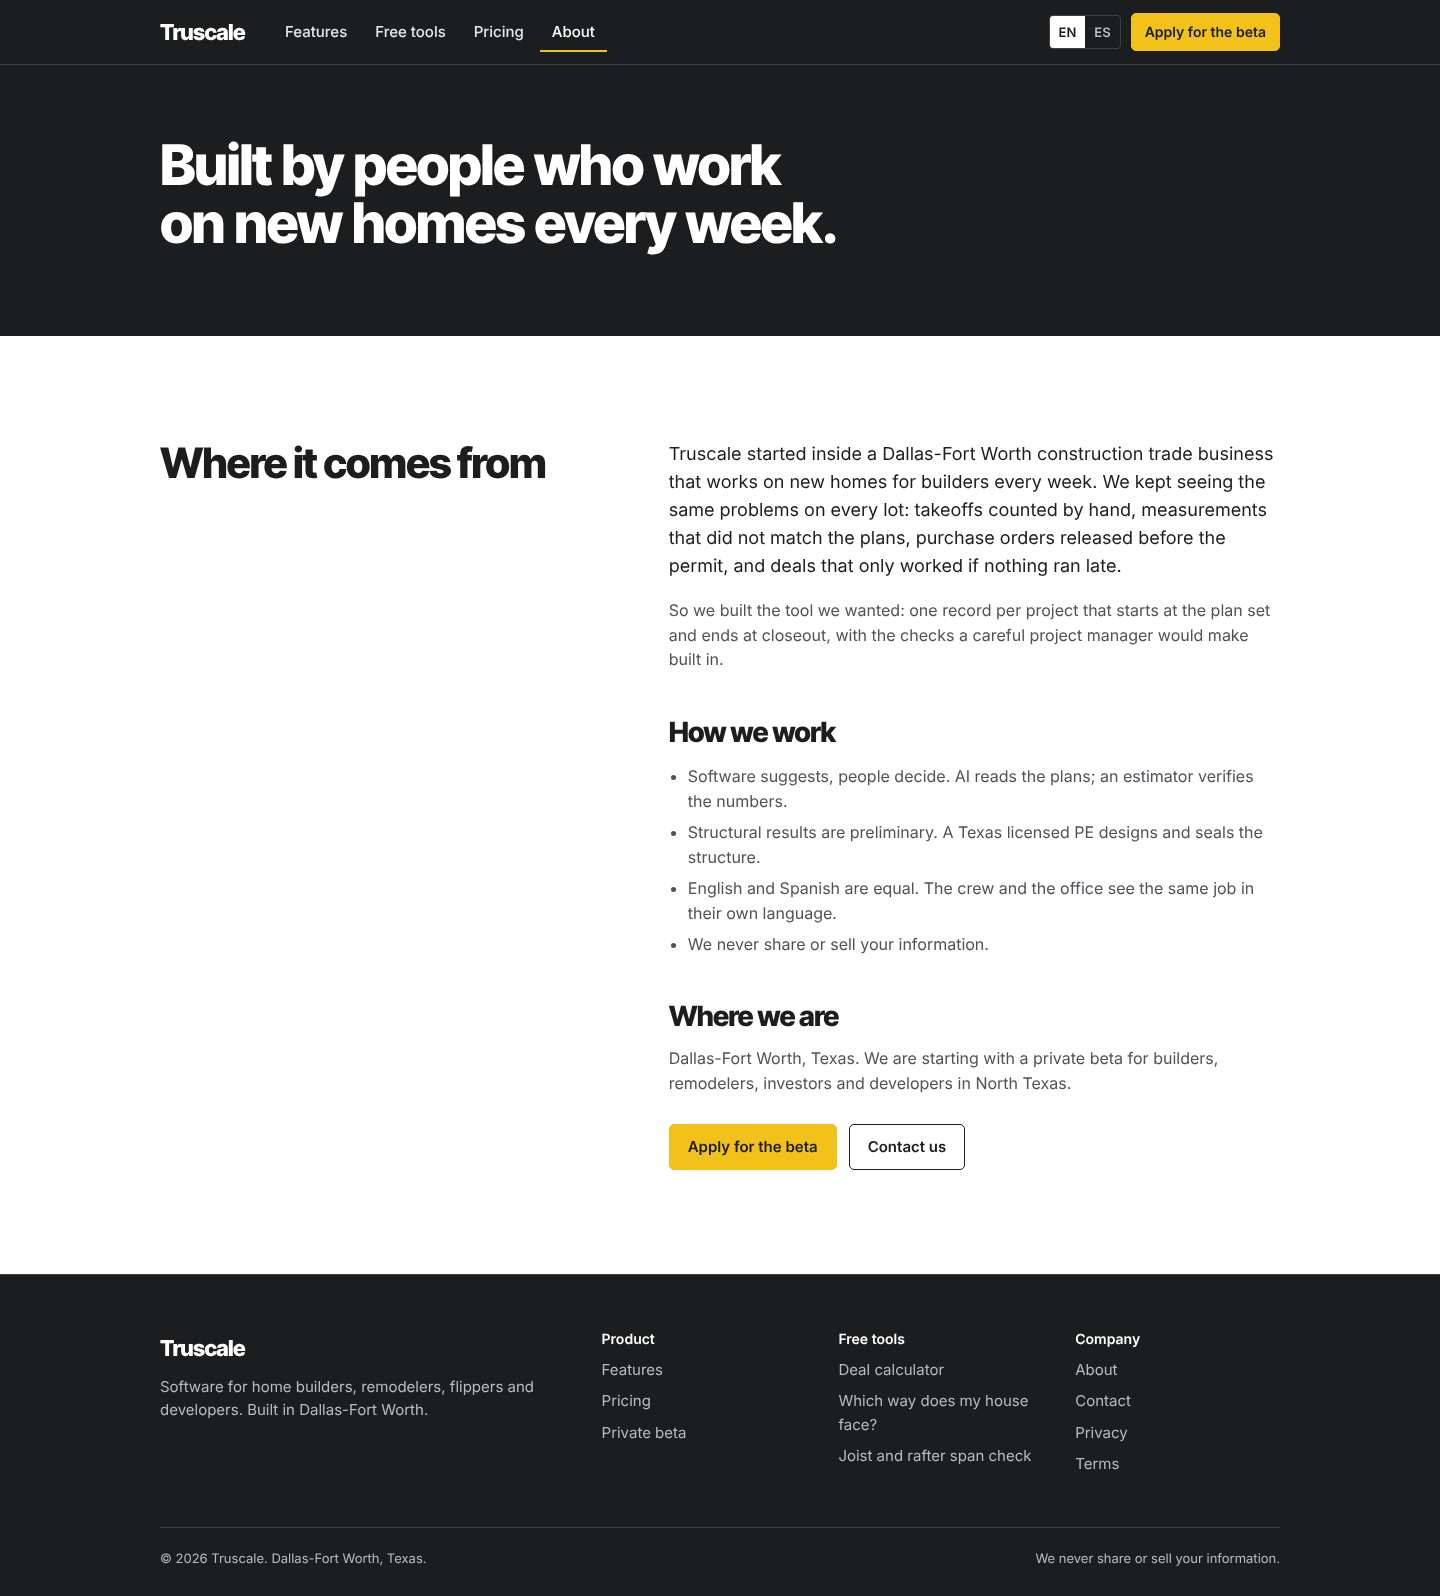 Truscale
Features
Free tools
Pricing
About
EN
ES
Apply for the beta
Built by people who work
on new homes every week.
Where it comes from
Truscale started inside a Dallas-Fort Worth construction trade business
that works on new homes for builders every week. We kept seeing the
same problems on every lot: takeoffs counted by hand, measurements
that did not match the plans, purchase orders released before the
permit, and deals that only worked if nothing ran late.
So we built the tool we wanted: one record per project that starts at the plan set
and ends at closeout, with the checks a careful project manager would make
built in.
How we work
• Software suggests, people decide. AI reads the plans; an estimator verifies
the numbers.
• Structural results are preliminary. A Texas licensed PE designs and seals the
structure.
• English and Spanish are equal. The crew and the office see the same job in
their own language.
• We never share or sell your information.
Where we are
Dallas-Fort Worth, Texas. We are starting with a private beta for builders,
remodelers, investors and developers in North Texas.
Apply for the beta
Contact us
Truscale
Software for home builders, remodelers, flippers and
developers. Built in Dallas-Fort Worth.
Product
Features
Pricing
Private beta
Free tools
Deal calculator
Which way does my house
face?
Joist and rafter span check
Company
About
Contact
Privacy
Terms
© 2026 Truscale. Dallas-Fort Worth, Texas.
We never share or sell your information.